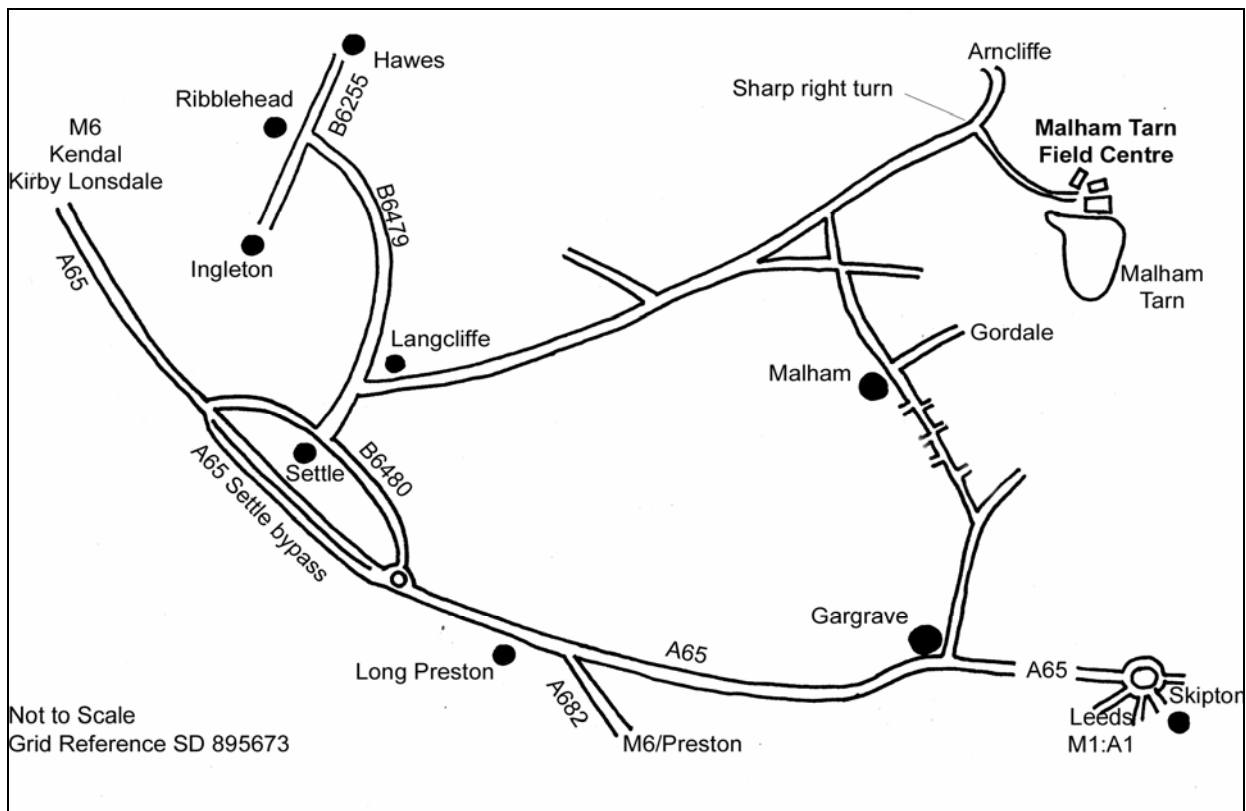 Hawes
B6255
Ribblehead
M6
Kendal
Kirby Lonsdale
A65
Ingleton
B6479
Arncliffe
Sharp right turn
Malham Tarn
Field Centre
Malham
Tarn
Langcliffe
Gordale
Malham
Settle
B6480
A65 Settle bypass
Gargrave
Long Preston
A65
A682
M6/Preston
A65
Skipton
Leeds
M1:A1
Not to Scale
Grid Reference SD 895673